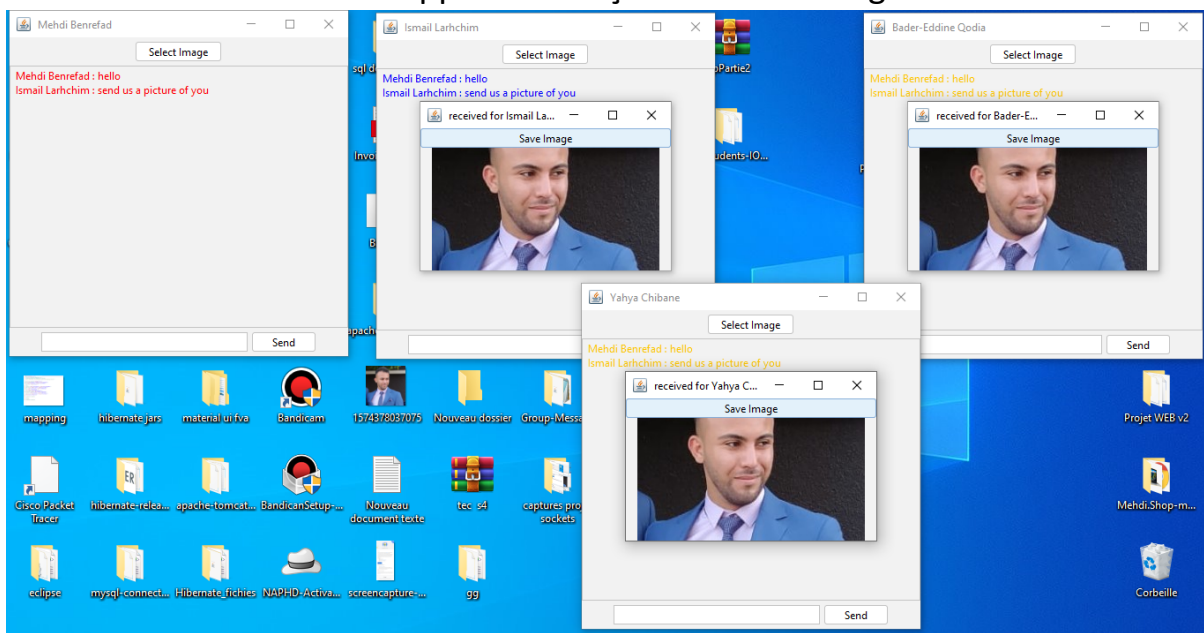 Mehdi Benrefad
Select Image
Mehdi Benrefad : hello
Ismail Larhchim : send us a picture of you
Send
Ismail Larhchim
Select Image
Mehdi Benrefad : hello
Ismail Larhchim : send us a picture of you
received for Ismail La...
Save Image
Bader-Eddine Qodia
Select Image
Mehdi Benrefad : hello
Ismail Larhchim : send us a picture of you
received for Bader-E...
Save Image
Send
Yahya Chibane
Select Image
Mehdi Benrefad : hello
Ismail Larhchim : send us a picture of you
received for Yahya C...
Save Image
Send
sql d
Partie2
Invo
udents-IO...
B
apach
mapping
hibernate jars
material ui fva
Bandicam
1574378037075
Nouveau dossier
Group-Messa
Projet WEB v2
Cisco Packet
Tracer
hibernate-relea...
apache-tomcat...
BandicanSetup-...
Nouveau
document texte
tec s4
captures pro
sockets
Mehdi.Shop-m...
eclipse
mysql-connect...
Hibernate_fichies
NAPHD-Activa...
screencapture-...
gg
Corbeille